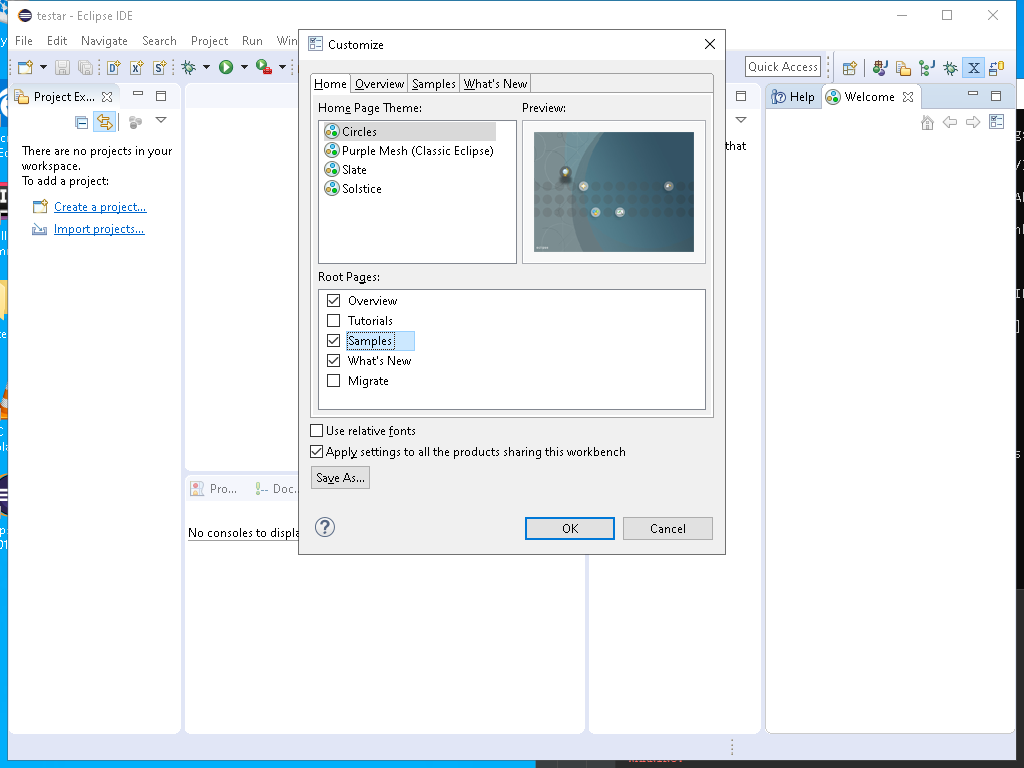 testar - Eclipse IDE
File Edit Navigate Search Project Run
Quick Access
Project Ex...
Help
Welcome
There are no projects in your
workspace.
To add a project:
Create a project...
Import projects...
that
Pro...
Doc...
No consoles to displa
Customize
Home Overview Samples What's New
Home Page Theme:
Preview:
Circles
Purple Mesh (Classic Eclipse)
Slate
Solstice
Root Pages:
Overview
Tutorials
Samples
What's New
Migrate
Use relative fonts
Apply settings to all the products sharing this workbench
Save As...
OK
Cancel